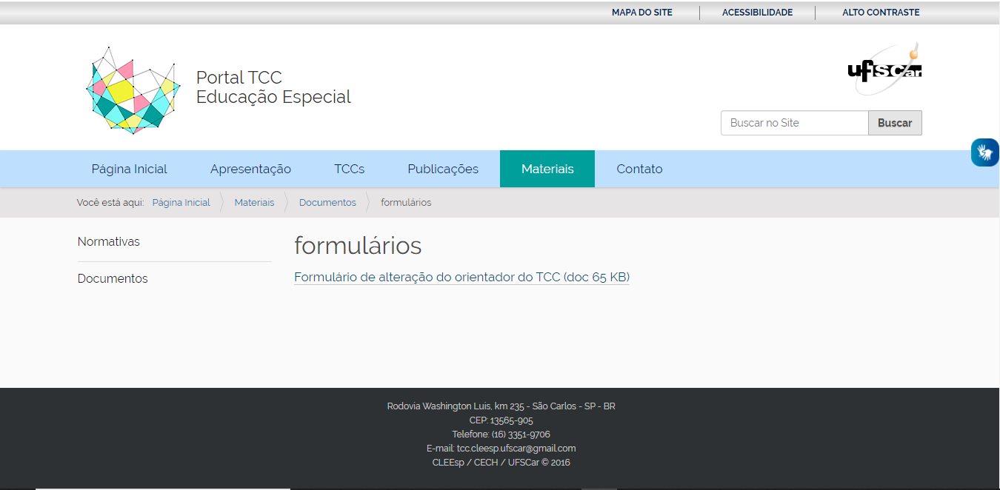 MAPA DO SITE ACESSIBILIDADE ALTO CONTRASTE
Portal TCC
Educação Especial
ufscar
Buscar no Site Buscar
Página Inicial Apresentação TCCs Publicações Materiais Contato
Você está aqui: Página Inicial Materiais Documentos formulários
Normativas
Documentos
formulários
Formulário de alteração do orientador do TCC (doc 65 KB)
Rodovia Washington Luis, km 235 - São Carlos - SP - BR
CEP: 13565-905
Telefone: (16) 3351-9706
E-mail: tcc.cleesp.ufscar@gmail.com
CLEEsp / CECH / UFSCar © 2016